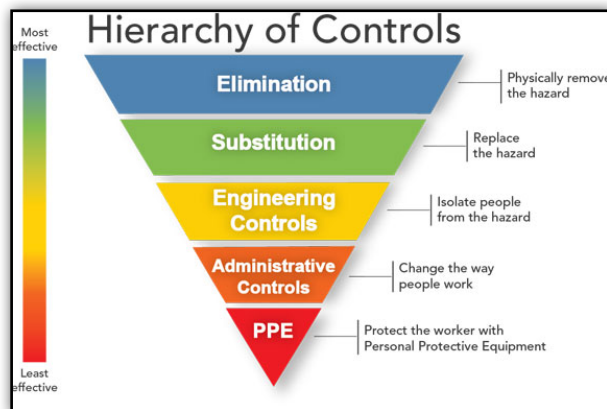 Hierarchy of Controls
Most
effective
Elimination
Physically remove
the hazard
Substitution
Replace
the hazard
Engineering
Controls
Isolate people
from the hazard
Administrative
Controls
Change the way
people work
PPE
Protect the worker with
Personal Protective Equipment
Least
effective